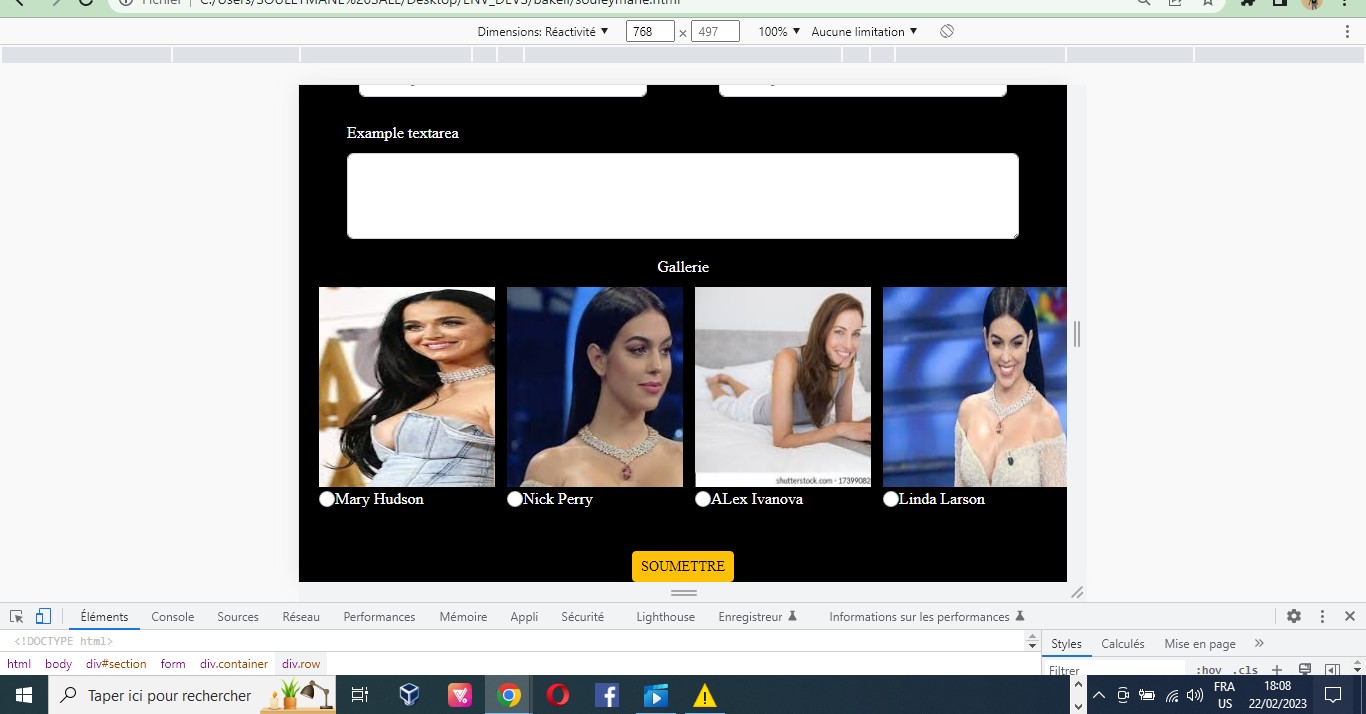 Fichier
C:/Users/SOULEYMANE%20SALL/Desktop/ENV_DEVS/bakeli/souleymane.html
Dimensions: Réactivité ▼ 768 × 497 100% ▼ Aucune limitation ▼
Example textarea
Gallerie
shutterstock.com · 17399082
Mary Hudson Nick Perry ALex Ivanova Linda Larson
SOUMETTRE
Éléments Console Sources Réseau Performances Mémoire Appli Sécurité Lighthouse Enregistreur Informations sur les performances
<!DOCTYPE html>
Styles Calculés Mise en page »
html body div#section form div.container div.row
Filtrer :hov .cls +
Taper ici pour rechercher
FRA 18:08
US 22/02/2023